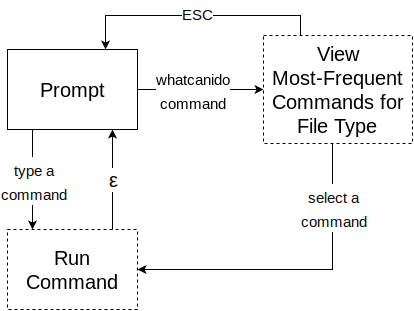 ESC
Prompt
whatcanido
command
View
Most-Frequent
Commands for
File Type
type a
command
ε
select a
command
Run
Command